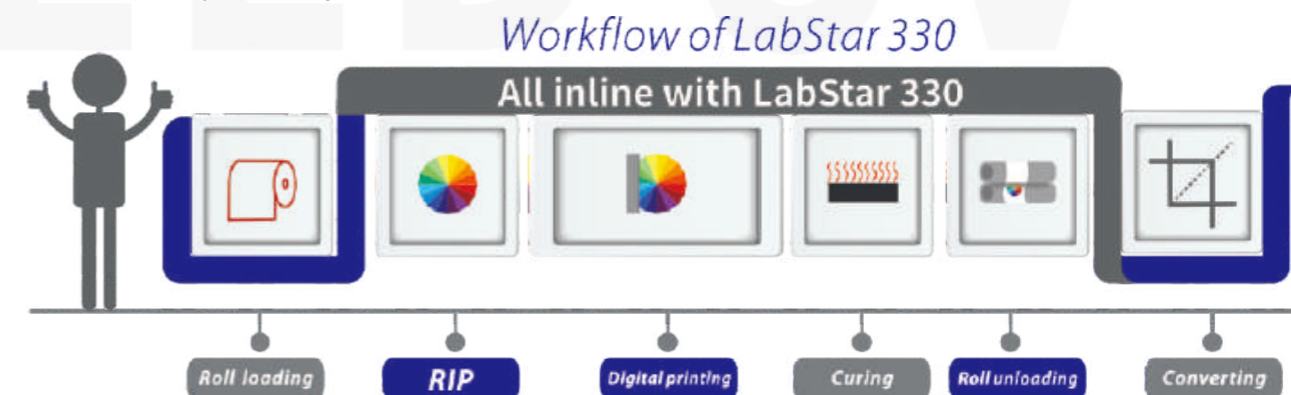 Workflow of LabStar 330
All inline with LabStar 330
Roll loading
RIP
Digital printing
Curing
Roll unloading
Converting